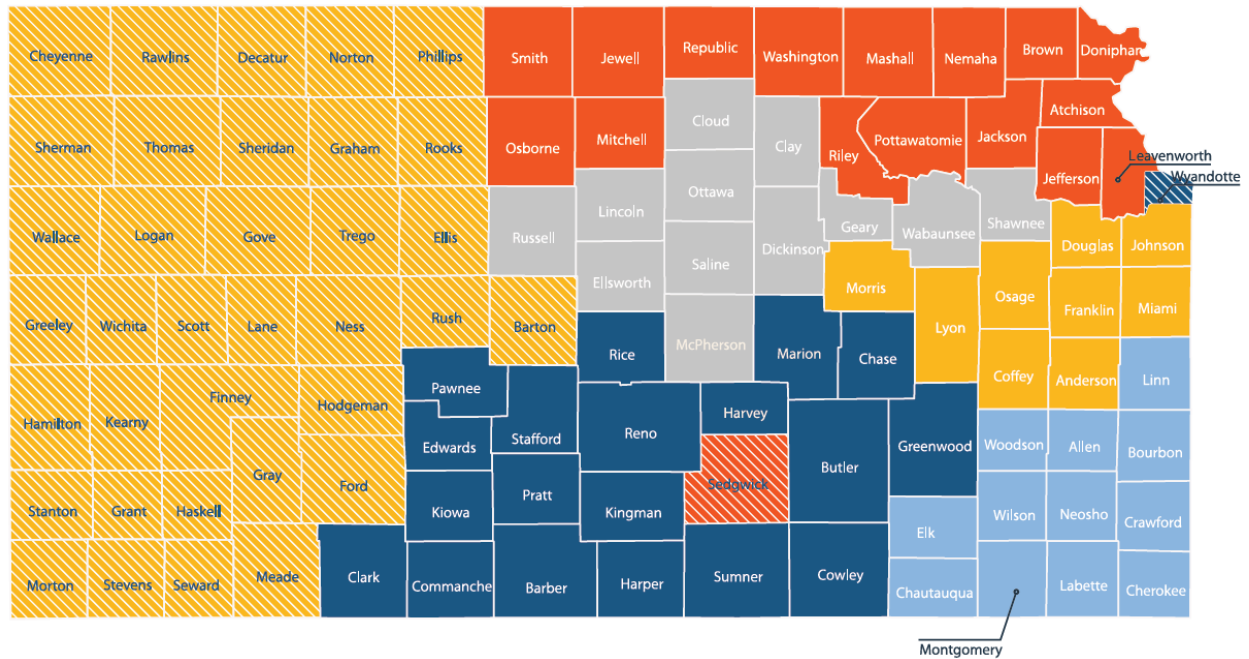 Cheyenne
Rawlins
Decatur
Norton
Phillips
Smith
Jewell
Republic
Washington
Mashall
Nemaha
Brown
Doniphan
Atchison
Sherman
Thomas
Sheridan
Graham
Rooks
Osborne
Mitchell
Cloud
Clay
Riley
Pottawatomie
Jackson
Jefferson
Leavenworth
Wyandotte
Wallace
Logan
Gove
Trego
Ellis
Russell
Lincoln
Ottawa
Dickinson
Geary
Wabaunsee
Shawnee
Douglas
Johnson
Ellsworth
Saline
Morris
Osage
Franklin
Miami
Greeley
Wichita
Scott
Lane
Ness
Rush
Barton
Rice
McPherson
Marion
Chase
Lyon
Coffey
Anderson
Linn
Hamilton
Kearny
Finney
Hodgeman
Pawnee
Edwards
Stafford
Reno
Harvey
Butler
Greenwood
Woodson
Allen
Bourbon
Stanton
Grant
Haskell
Gray
Ford
Kiowa
Pratt
Kingman
Sedgwick
Elk
Wilson
Neosho
Crawford
Morton
Stevens
Seward
Meade
Clark
Commanche
Barber
Harper
Sumner
Cowley
Chautauqua
Labette
Cherokee
Montgomery